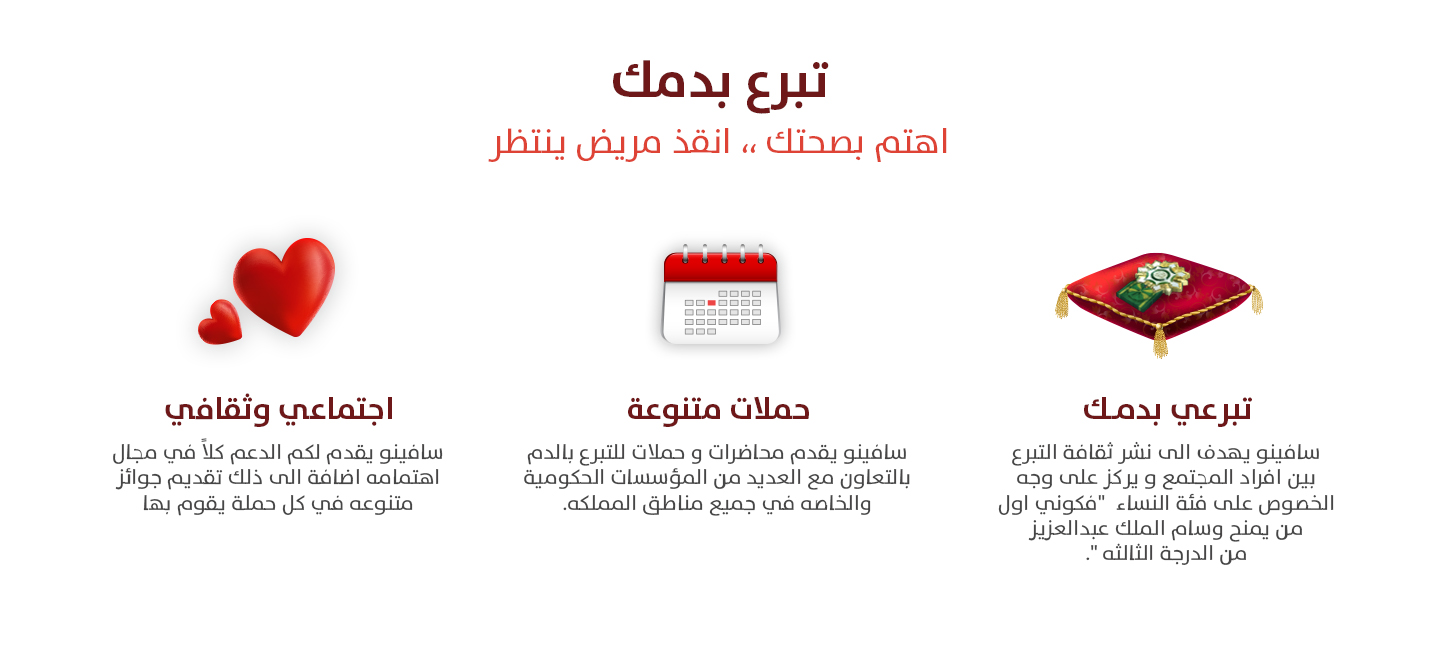 تبرع بدمك
اهتم بصحتك ،، انقذ مريض ينتظر
تبرعي بدمك
سافينو يهدف الى نشر ثقافة التبرع
بين افراد المجتمع و يركز على وجه
الخصوص على فئة النساء "فكوني اول
من يمنح وسام الملك عبدالعزيز
من الدرجة الثالثه ".
حملات متنوعة
سافينو يقدم محاضرات و حملات للتبرع بالدم
بالتعاون مع العديد من المؤسسات الحكومية
والخاصه في جميع مناطق المملكه.
اجتماعي وثقافي
سافينو يقدم لكم الدعم كلاً في مجال
اهتمامه اضافة الى ذلك تقديم جوائز
متنوعه في كل حملة يقوم بها